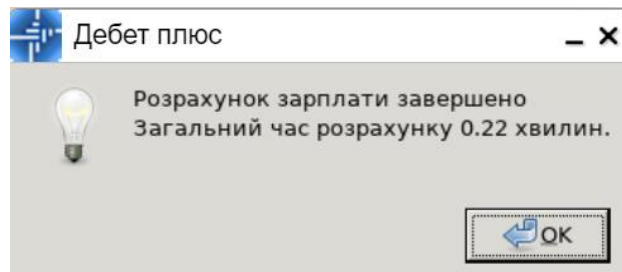 Дебет плюс
Розрахунок зарплати завершено
Загальний час розрахунку 0.22 хвилин.
OK